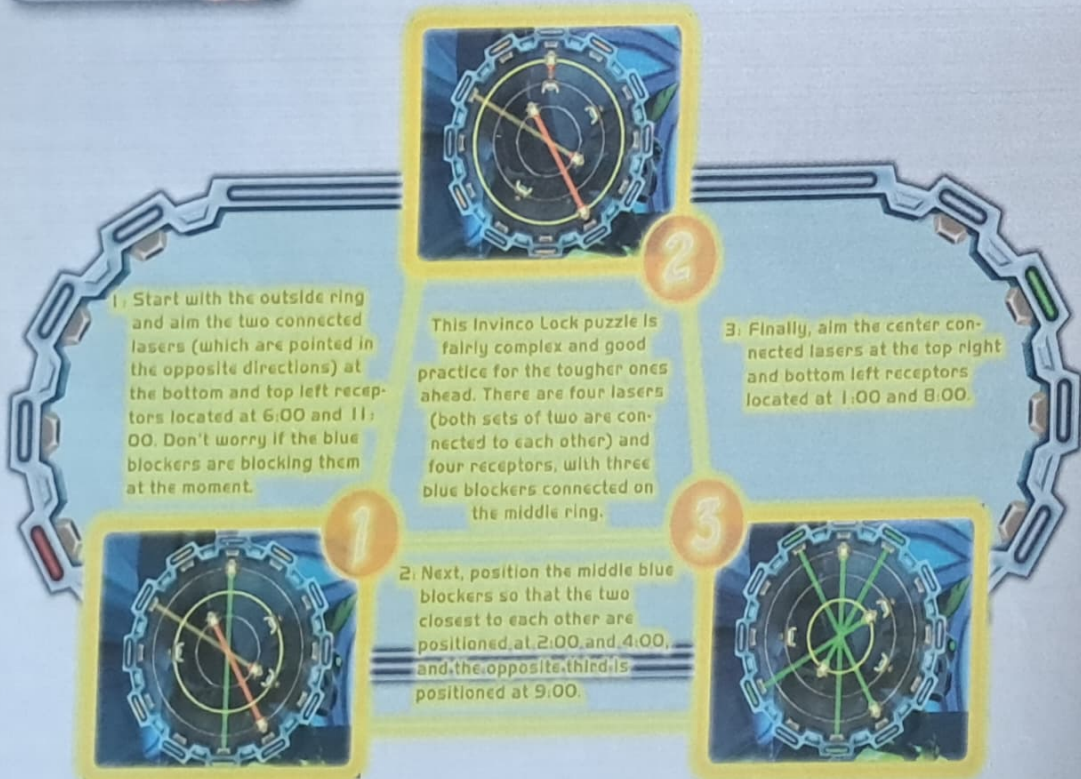 1: Start with the outside ring
and aim the two connected
lasers (which are pointed in
the opposite directions) at
the bottom and top left recep-
tors located at 6:00 and 11:
00. Don't worry if the blue
blockers are blocking them
at the moment.
This Invinco Lock puzzle is
fairly complex and good
practice for the tougher ones
ahead. There are four lasers
(both sets of two are con-
nected to each other) and
four receptors, with three
blue blockers connected on
the middle ring.
2: Next, position the middle blue
blockers so that the two
closest to each other are
positioned at 2:00 and 4:00,
and the opposite third is
positioned at 9:00.
3: Finally, aim the center con-
nected lasers at the top right
and bottom left receptors
located at 1:00 and 8:00.
1
2
3